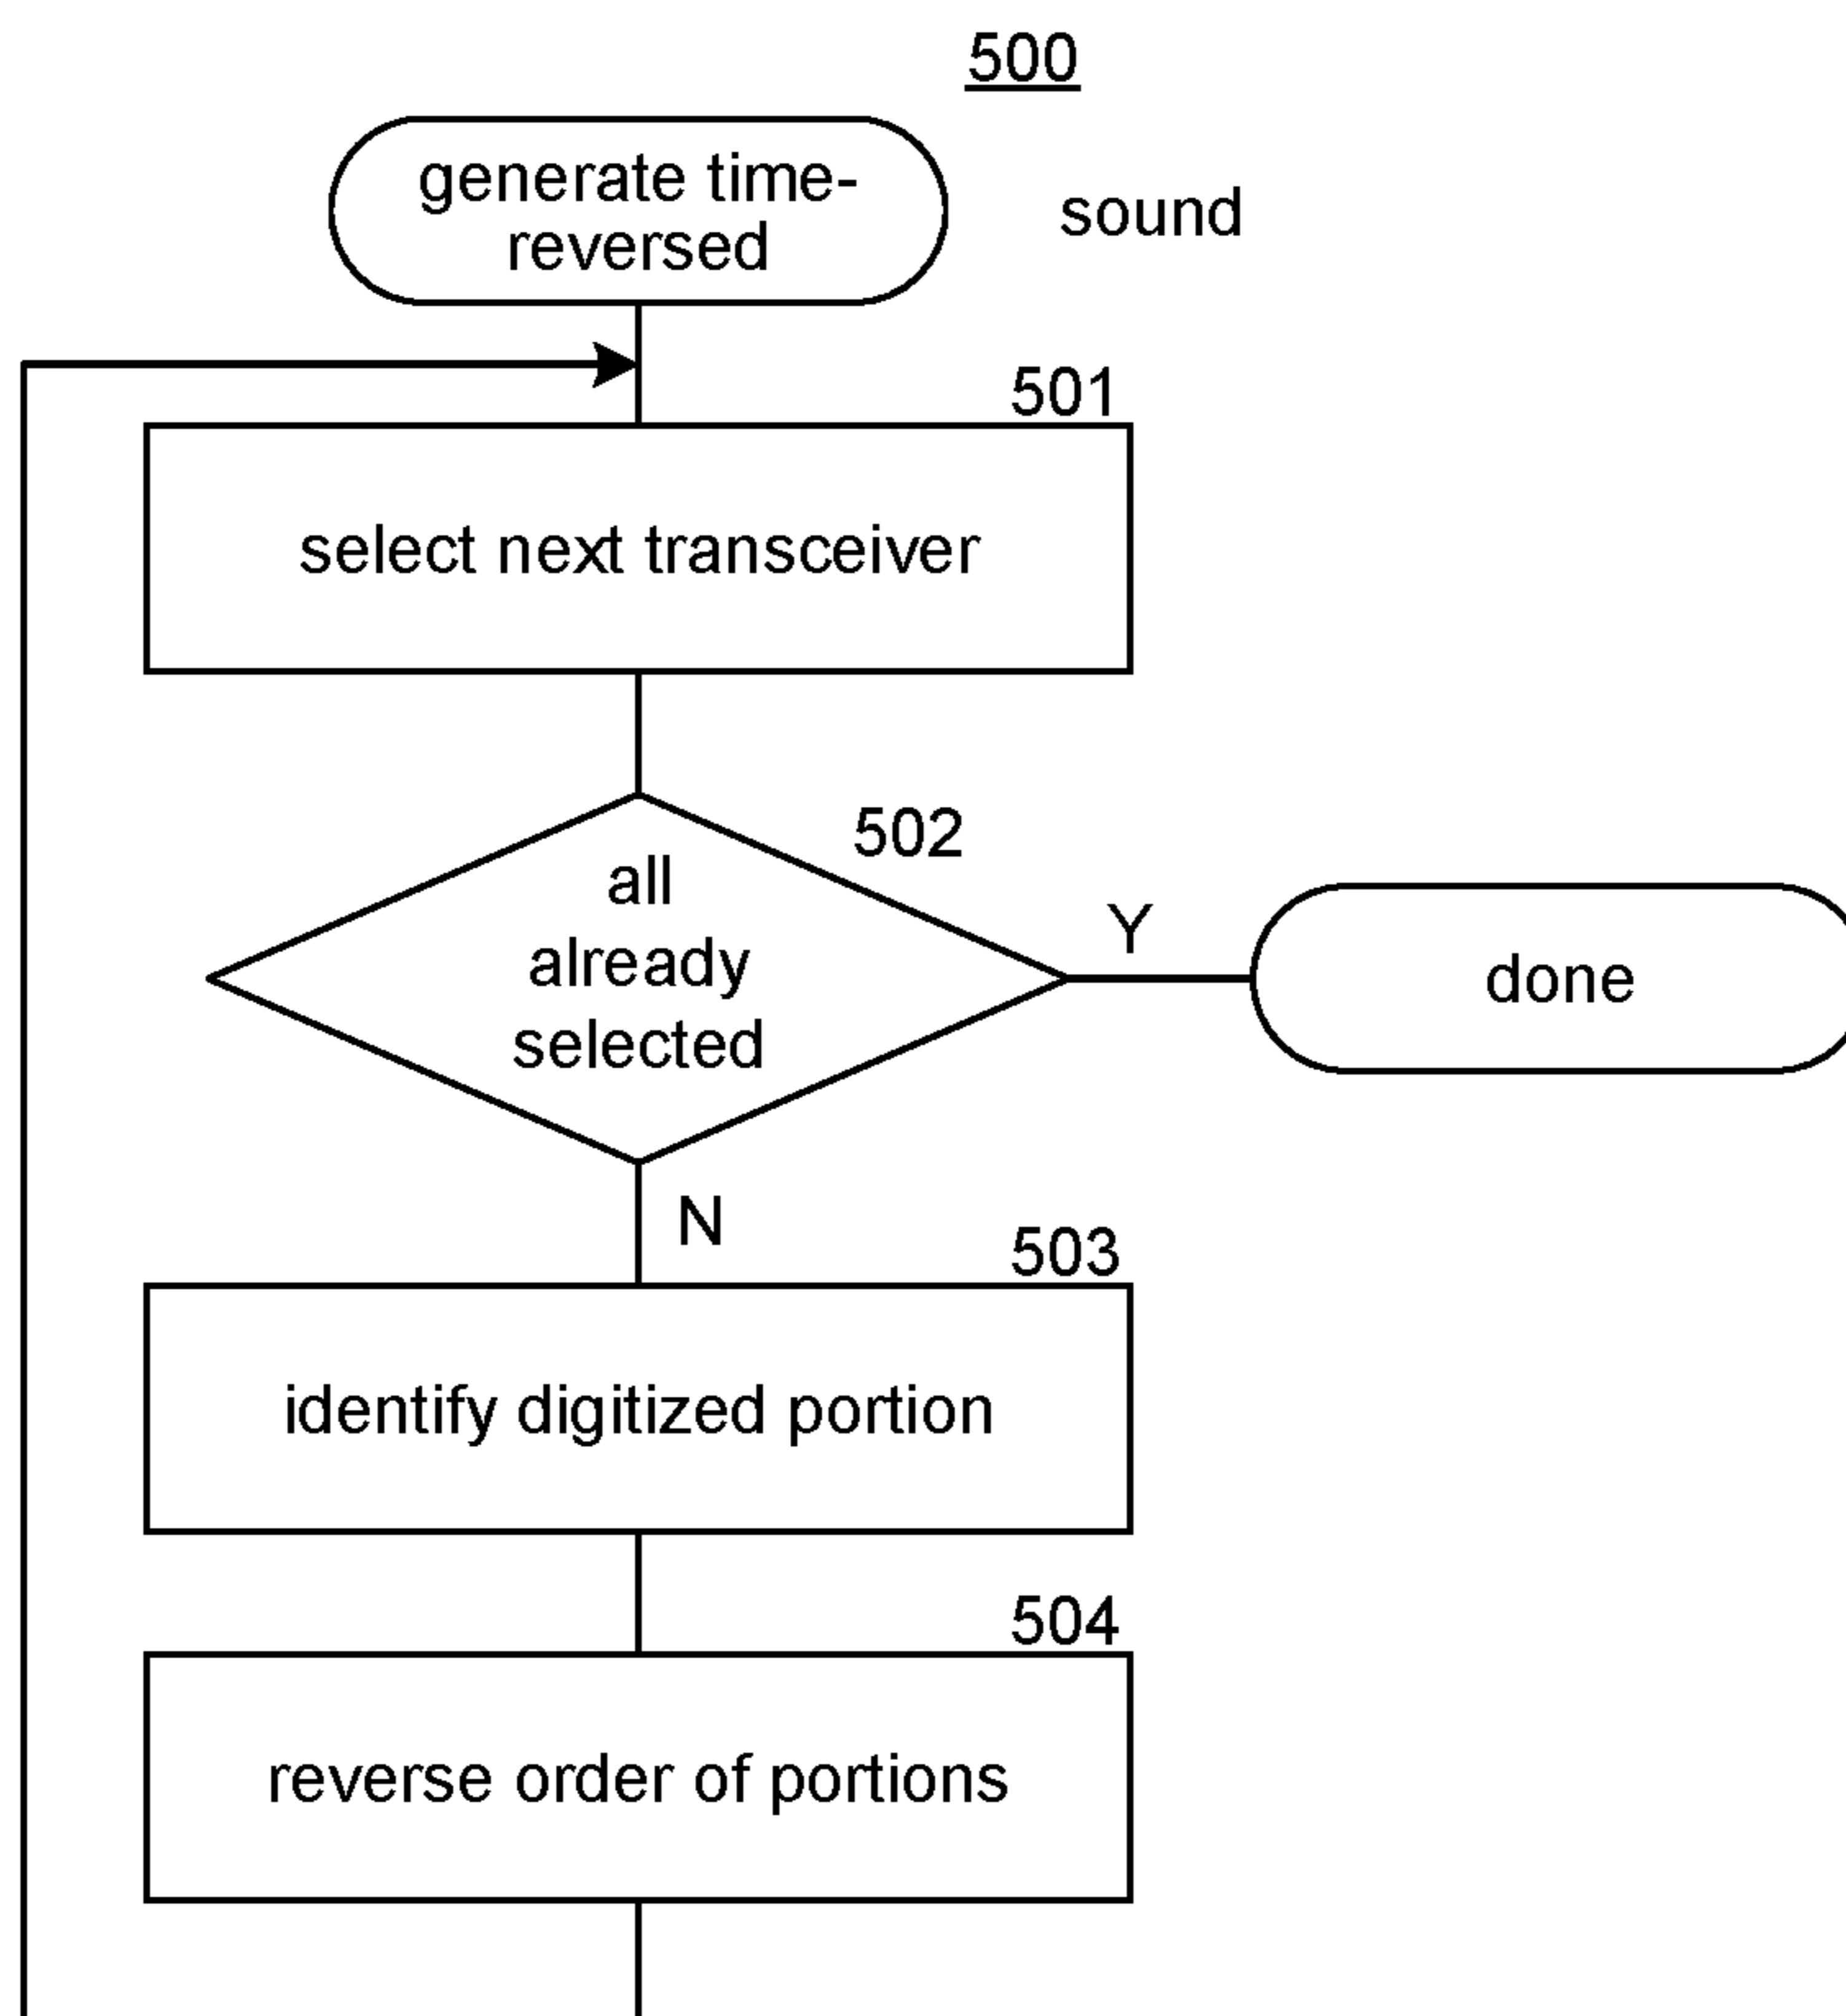 500
generate time-
reversed
sound
501
select next transceiver
502
all
already
selected
Y
done
N
503
identify digitized portion
504
reverse order of portions